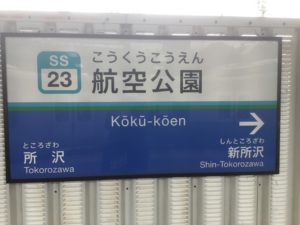 SS
23
こうくうこうえん
航空公園
Kōkū-kōen
ところざわ
所沢
Tokorozawa
しんところざわ
新所沢
Shin-Tokorozawa